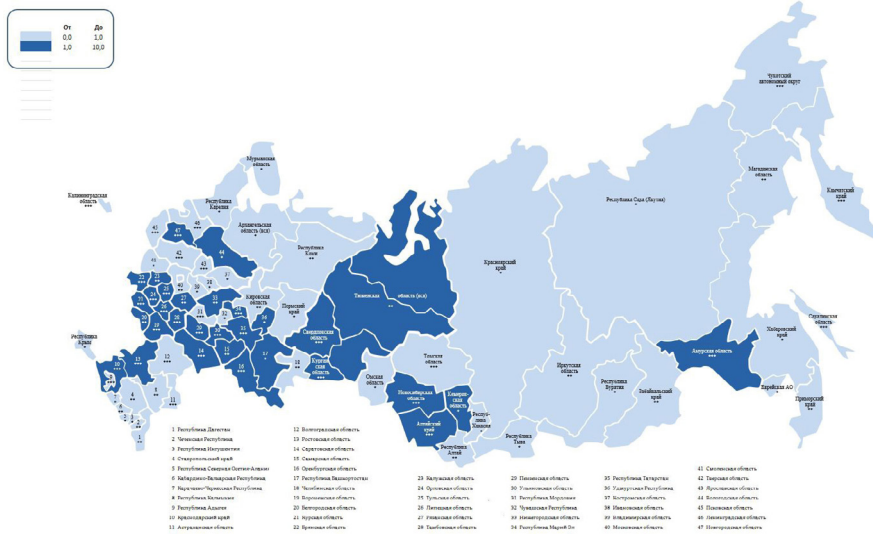 От До
0,0 1,0
1,0 10,0
Чукотский
автономный округ
Мурманская
область
Магаданская
область
Калининградская
область
Камчатский
край
Республика
Карелия
Республика Саха (Якутия)
Архангельская
область (вся)
Республика
Коми
Красноярский
край
Кировская
область
Тюменская область (вся)
Пермский
край
Сахалинская
область
Республика
Крым
Свердловская
область
Хабаровский
край
Амурская область
Томская
область
Курган
ская
область
Иркутская
область
Омская
область
Республика
Бурятия
Забайкальский
край
Еврейская АО
Новосибирская
область
Кемеров-
ская
область
Приморский
край
Алтайский
край
Респуб-
лика
Хакасия
Республика
Алтай
Республика
Тыва
1 Республика Дагестан
2 Чеченская Республика
3 Республика Ингушетия
4 Ставропольский край
5 Республика Северная Осетия-Алания
6 Кабардино-Балкарская Республика
7 Карачаево-Черкесская Республика
8 Республика Калмыкия
9 Республика Адыгея
10 Краснодарский край
11 Астраханская область
12 Волгоградская область
13 Ростовская область
14 Саратовская область
15 Самарская область
16 Оренбургская область
17 Республика Башкортостан
18 Челябинская область
19 Воронежская область
20 Белгородская область
21 Курская область
22 Брянская область
23 Калужская область
24 Орловская область
25 Тульская область
26 Липецкая область
27 Рязанская область
28 Тамбовская область
29 Пензенская область
30 Ульяновская область
31 Республика Мордовия
32 Чувашская Республика
33 Нижегородская область
34 Республика Марий Эл
35 Республика Татарстан
36 Удмуртская Республика
37 Костромская область
38 Ивановская область
39 Владимирская область
40 Московская область
41 Смоленская область
42 Тверская область
43 Ярославская область
44 Вологодская область
45 Псковская область
46 Ленинградская область
47 Новгородская область